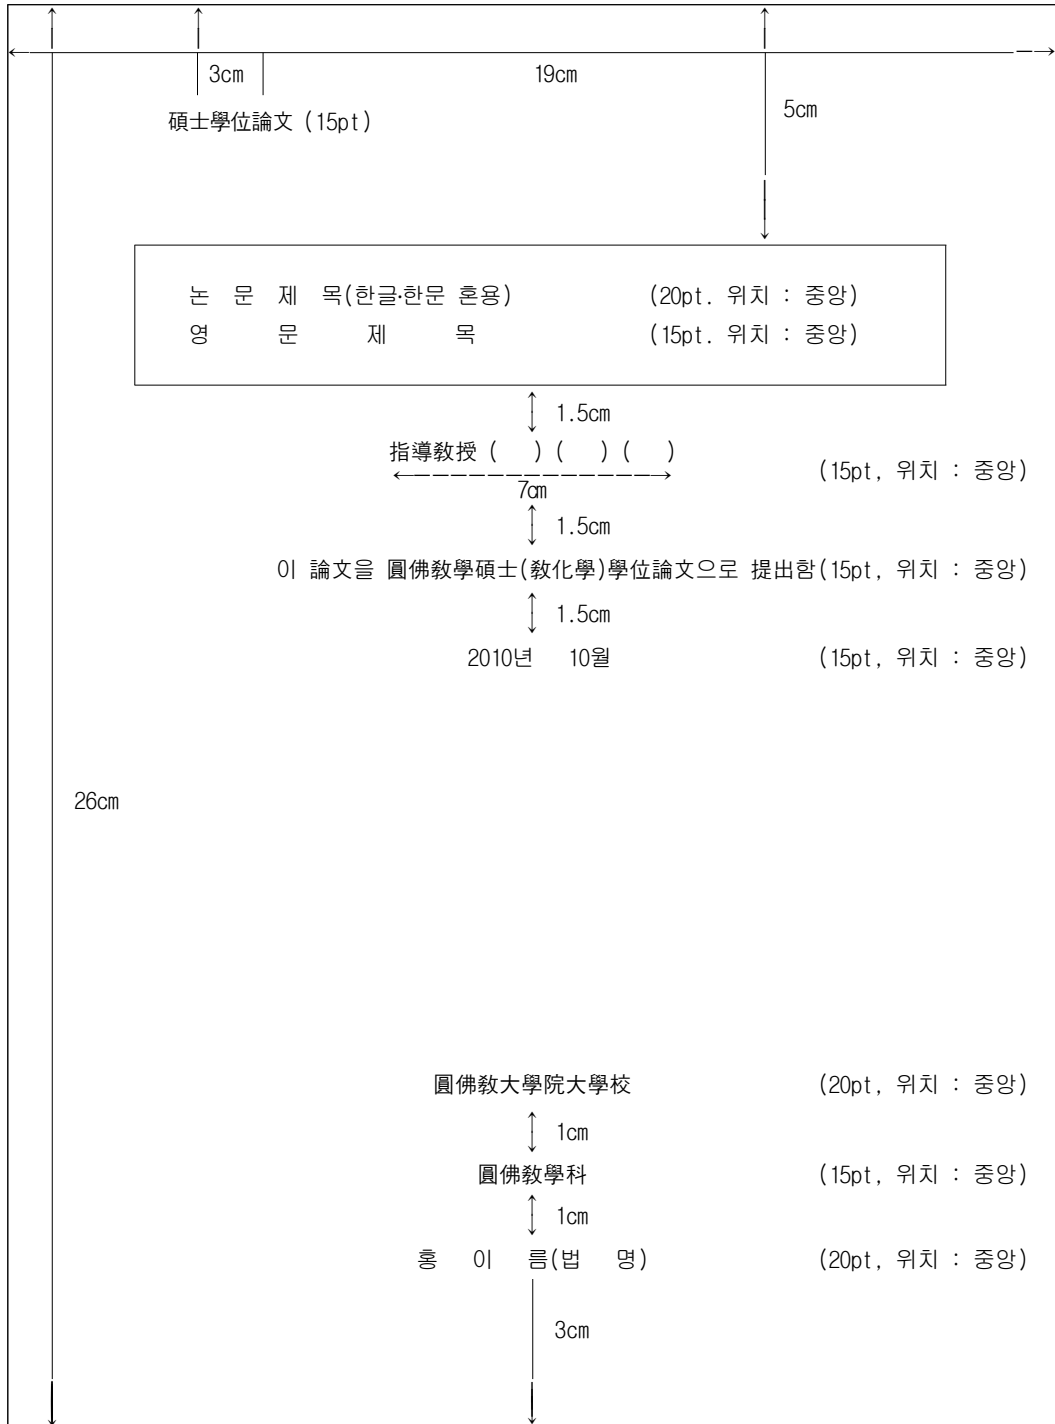 3cm 19cm
碩士學位論文 (15pt)
5cm
논 문 제 목(한글·한문 혼용) (20pt. 위치 : 중앙)
영 문 제 목 (15pt. 위치 : 중앙)
1.5cm
指導敎授 ( ) ( ) ( )
(15pt, 위치 : 중앙)
7cm
1.5cm
이 論文을 圓佛敎學碩士(敎化學)學位論文으로 提出함(15pt, 위치 : 중앙)
1.5cm
2010년 10월 (15pt, 위치 : 중앙)
26cm
圓佛敎大學院大學校 (20pt, 위치 : 중앙)
1cm
圓佛敎學科 (15pt, 위치 : 중앙)
1cm
홍 이 름(법 명) (20pt, 위치 : 중앙)
3cm